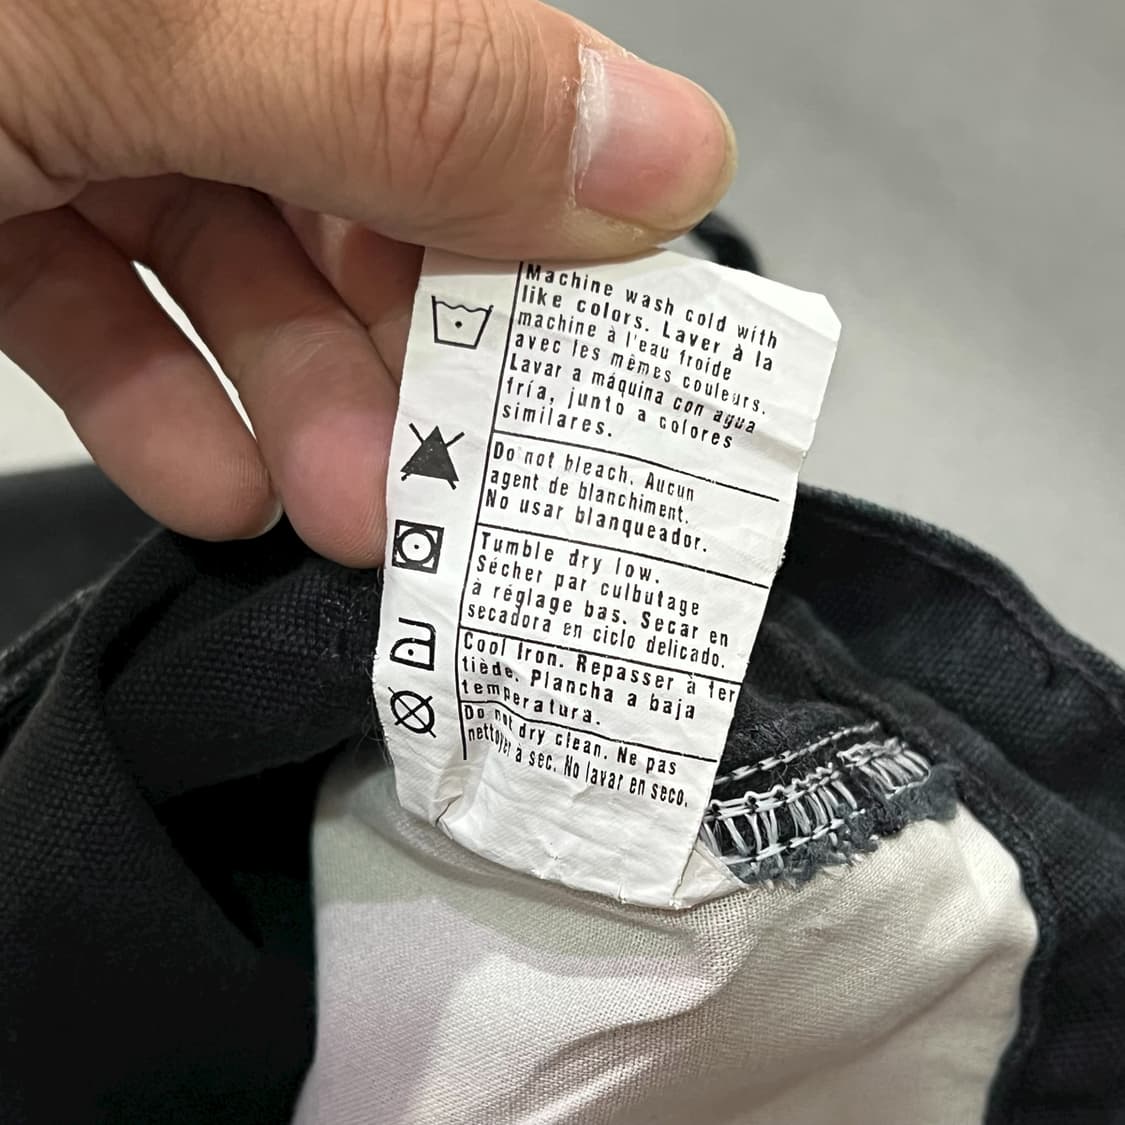 Machine wash cold with
like colors. Laver à la
machine à l'eau froide
avec les mêmes couleurs.
Lavar a máquina con agua
fría, junto a colores
similares.
Do not bleach. Aucun
agent de blanchiment.
No usar blanqueador.
Tumble dry low.
Sécher par culbutage
à réglage bas. Secar en
secadora en ciclo delicado.
Cool Iron. Repasser à fer
tiède. Plancha a baja
temperatura.
Do not dry clean. Ne pas
nettoyer à sec. No lavar en seco.